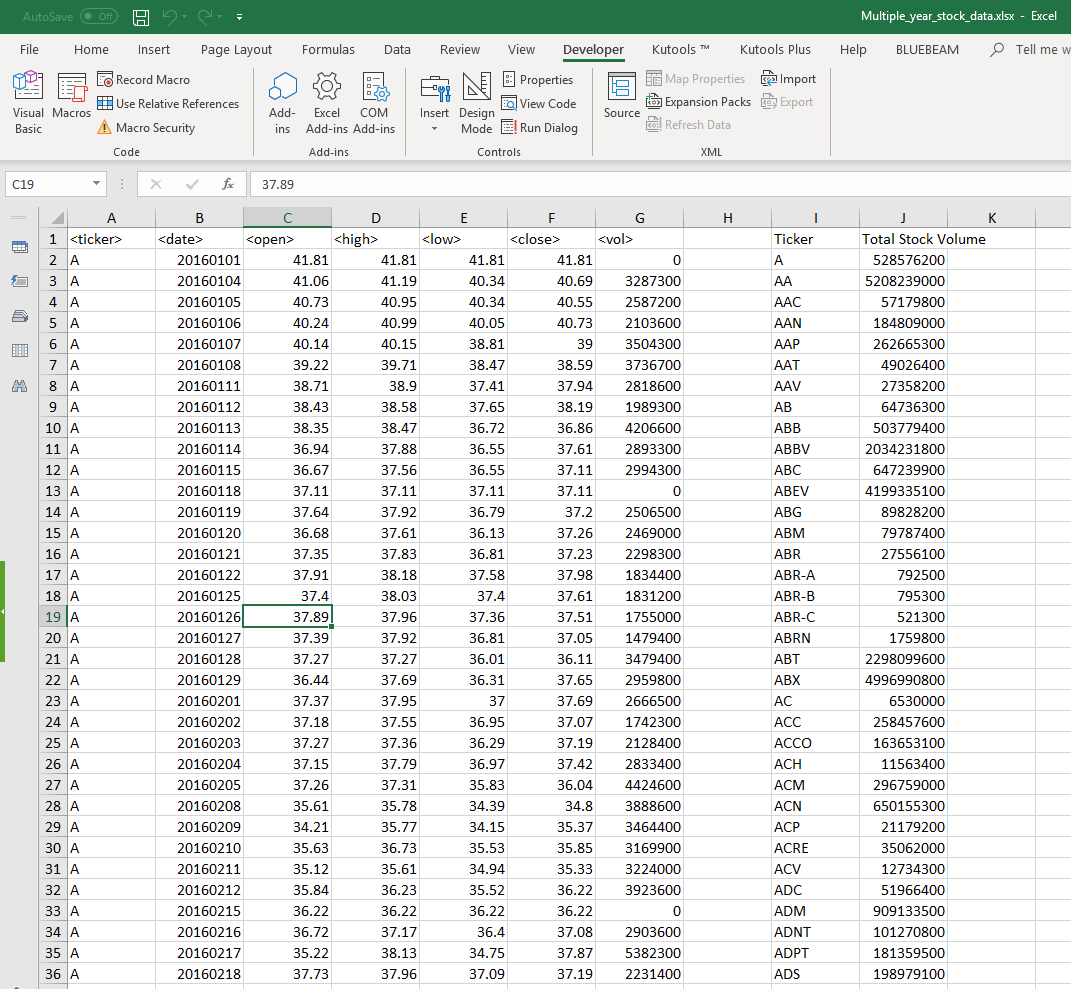 AutoSave Off Multiple_year_stock_data.xlsx - Excel
File Home Insert Page Layout Formulas Data Review View Developer Kutools ™ Kutools Plus Help BLUEBEAM Tell me w
Visual Basic Macros Record Macro Use Relative References Macro Security
Add-ins Excel Add-ins COM Add-ins
Insert Design Mode Properties View Code Run Dialog
Source Map Properties Expansion Packs Refresh Data Import Export
Code Add-ins Controls XML
C19 fx 37.89
A B C D E F G H I J K
1 <ticker> <date> <open> <high> <low> <close> <vol> Ticker Total Stock Volume
2 A 20160101 41.81 41.81 41.81 41.81 0 A 528576200
3 A 20160104 41.06 41.19 40.34 40.69 3287300 AA 5208239000
4 A 20160105 40.73 40.95 40.34 40.55 2587200 AAC 57179800
5 A 20160106 40.24 40.99 40.05 40.73 2103600 AAN 184809000
6 A 20160107 40.14 40.15 38.81 39 3504300 AAP 262665300
7 A 20160108 39.22 39.71 38.47 38.59 3736700 AAT 49026400
8 A 20160111 38.71 38.9 37.41 37.94 2818600 AAV 27358200
9 A 20160112 38.43 38.58 37.65 38.19 1989300 AB 64736300
10 A 20160113 38.35 38.47 36.72 36.86 4206600 ABB 503779400
11 A 20160114 36.94 37.88 36.55 37.61 2893300 ABBV 2034231800
12 A 20160115 36.67 37.56 36.55 37.11 2994300 ABC 647239900
13 A 20160118 37.11 37.11 37.11 37.11 0 ABEV 4199335100
14 A 20160119 37.64 37.92 36.79 37.2 2506500 ABG 89828200
15 A 20160120 36.68 37.61 36.13 37.26 2469000 ABM 79787400
16 A 20160121 37.35 37.83 36.81 37.23 2298300 ABR 27556100
17 A 20160122 37.91 38.18 37.58 37.98 1834400 ABR-A 792500
18 A 20160125 37.4 38.03 37.4 37.61 1831200 ABR-B 795300
19 A 20160126 37.89 37.96 37.36 37.51 1755000 ABR-C 521300
20 A 20160127 37.39 37.92 36.81 37.05 1479400 ABRN 1759800
21 A 20160128 37.27 37.27 36.01 36.11 3479400 ABT 2298099600
22 A 20160129 36.44 37.69 36.31 37.65 2959800 ABX 4996990800
23 A 20160201 37.37 37.95 37 37.69 2666500 AC 6530000
24 A 20160202 37.18 37.55 36.95 37.07 1742300 ACC 258457600
25 A 20160203 37.27 37.36 36.29 37.19 2128400 ACCO 163653100
26 A 20160204 37.15 37.79 36.97 37.42 2833400 ACH 11563400
27 A 20160205 37.26 37.31 35.83 36.04 4424600 ACM 296759000
28 A 20160208 35.61 35.78 34.39 34.8 3888600 ACN 650155300
29 A 20160209 34.21 35.77 34.15 35.37 3464400 ACP 21179200
30 A 20160210 35.63 36.73 35.53 35.85 3169900 ACRE 35062000
31 A 20160211 35.12 35.61 34.94 35.33 3224000 ACV 12734300
32 A 20160212 35.84 36.23 35.52 36.22 3923600 ADC 51966400
33 A 20160215 36.22 36.22 36.22 36.22 0 ADM 909133500
34 A 20160216 36.72 37.17 36.4 37.08 2903600 ADNT 101270800
35 A 20160217 35.22 38.13 34.75 37.87 5382300 ADPT 181359500
36 A 20160218 37.73 37.96 37.09 37.19 2231400 ADS 198979100